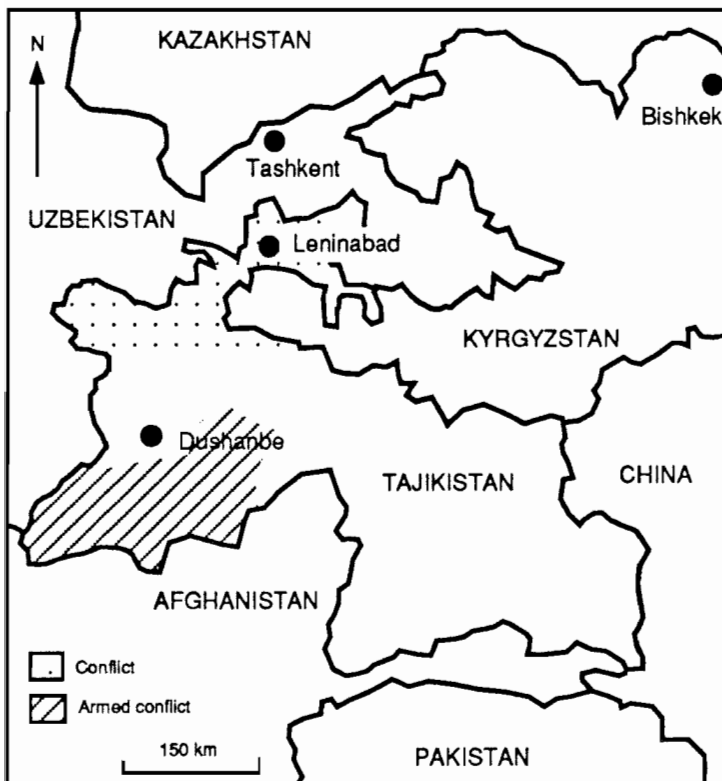 KAZAKHSTAN
N
Bishkek
Tashkent
UZBEKISTAN
Leninabad
KYRGYZSTAN
Dushanbe
TAJIKISTAN
CHINA
AFGHANISTAN
Conflict
Armed conflict
150 km
PAKISTAN